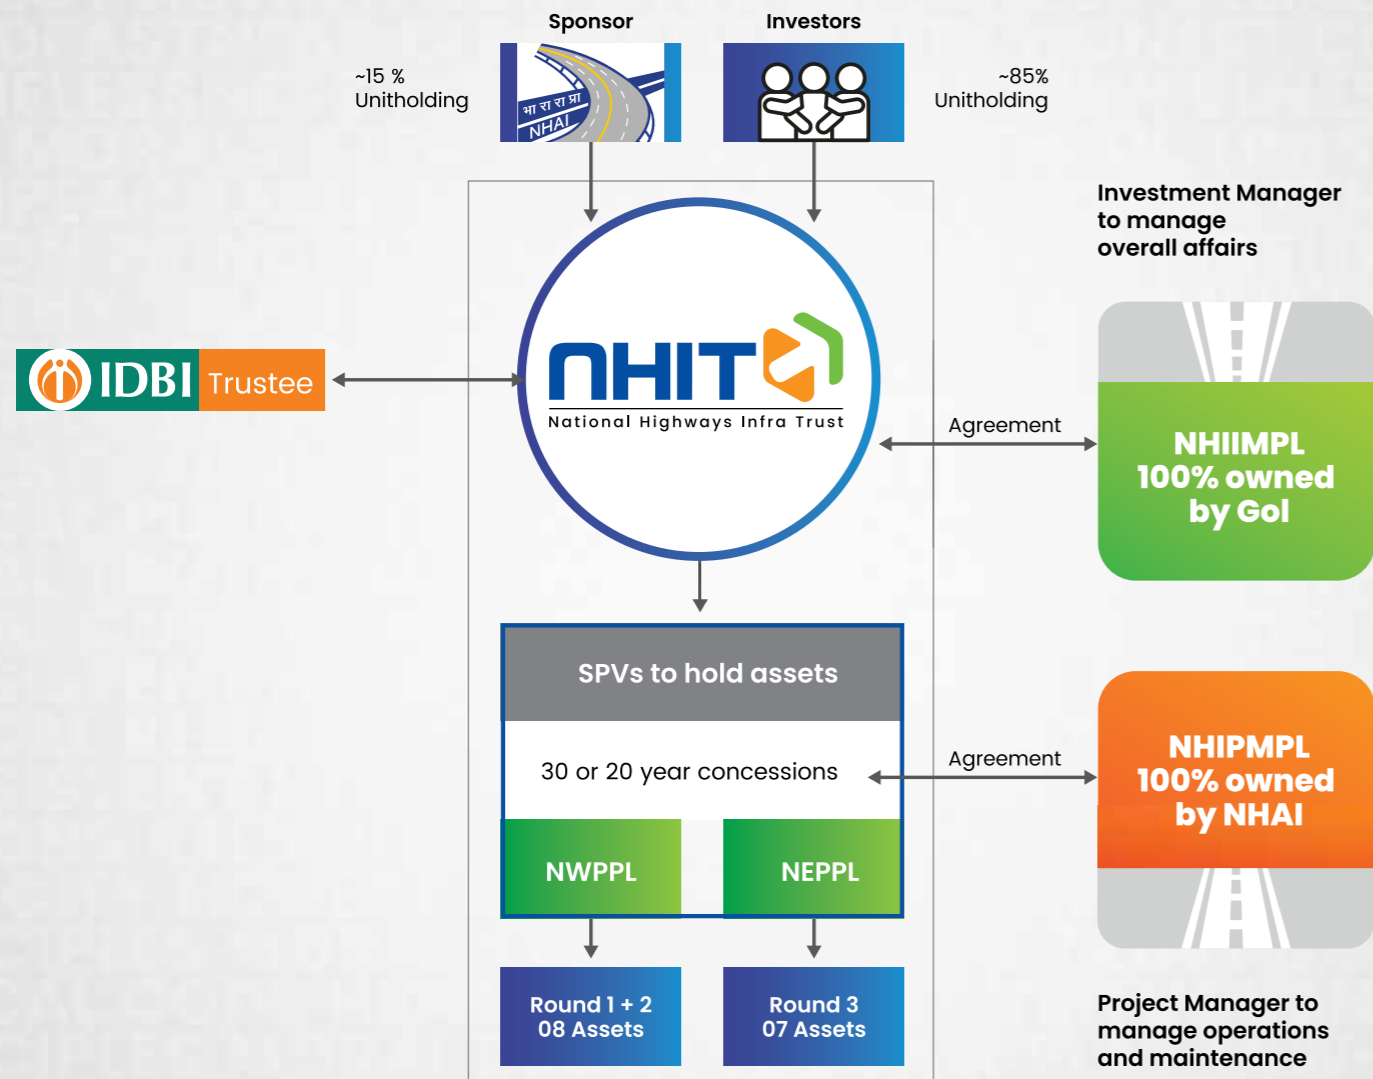 Sponsor
Investors
~15 %
Unitholding
भा रा रा प्रा
NHAI
~85%
Unitholding
Investment Manager
to manage
overall affairs
NHIT
National Highways Infra Trust
IDBI Trustee
Agreement
NHIIMPL
100% owned
by GoI
SPVs to hold assets
30 or 20 year concessions
Agreement
NHIPMPL
100% owned
by NHAI
NWPPL
NEPPL
Round 1 + 2
08 Assets
Round 3
07 Assets
Project Manager to
manage operations
and maintenance